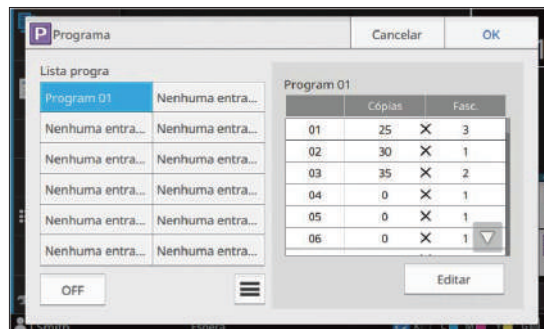 P Programa Cancelar OK
Lista progra
Program 01 Nenhuma entra...
Nenhuma entra... Nenhuma entra...
Nenhuma entra... Nenhuma entra...
Nenhuma entra... Nenhuma entra...
Nenhuma entra... Nenhuma entra...
Nenhuma entra... Nenhuma entra...
OFF
Program 01
Cópias Fasc.
01 25 X 3
02 30 X 1
03 35 X 2
04 0 X 1
05 0 X 1
06 0 X 1
Editar
Smith Espera